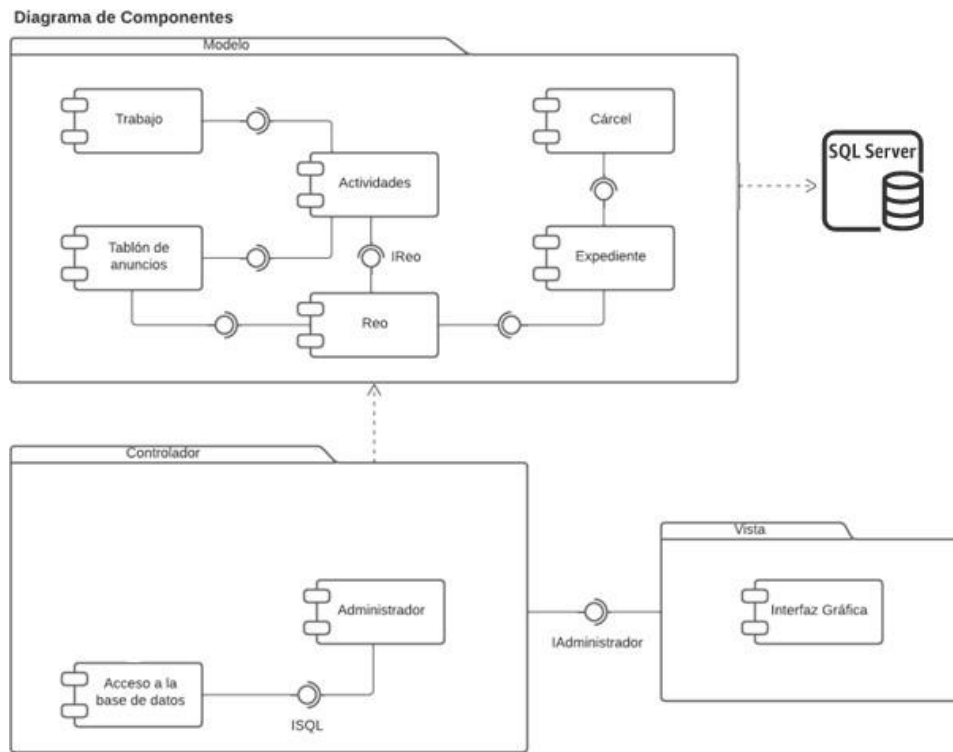 Diagrama de Componentes
Modelo
Trabajo
Cárcel
SQL Server
Actividades
Tablón de
anuncios
IReo
Expediente
Reo
Controlador
Vista
Administrador
Interfaz Gráfica
IAdministrador
Acceso a la
base de datos
ISQL